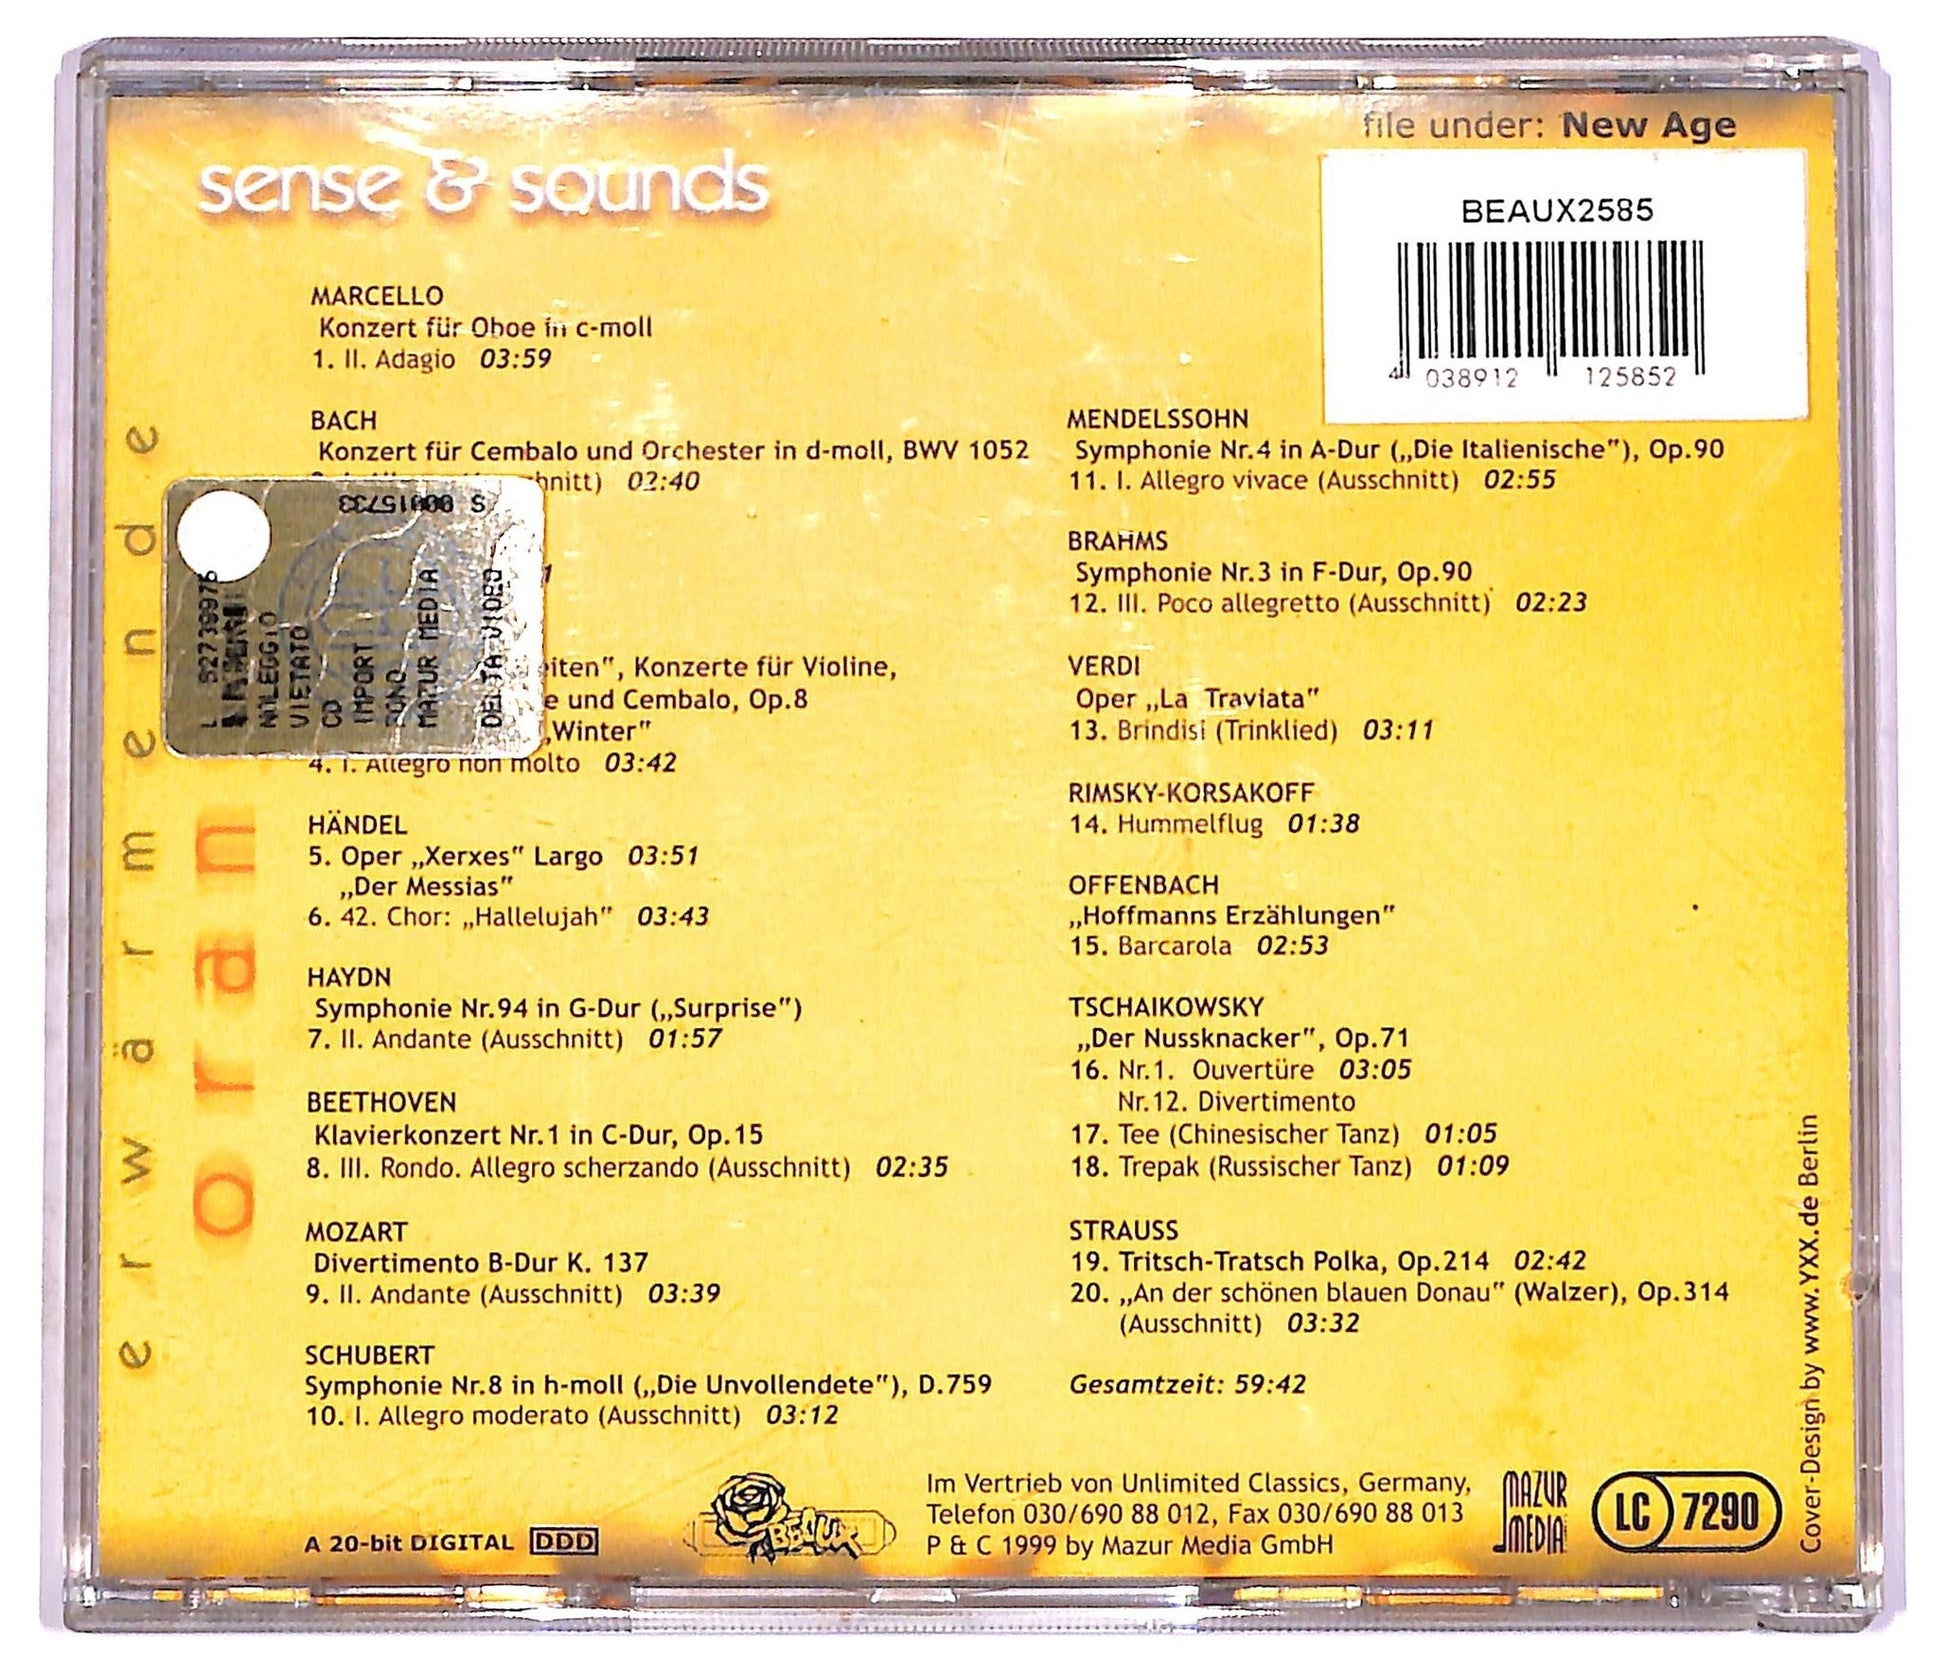 file under: New Age
sense & sounds
BEAUX2585
4 038912 125852
MARCELLO
Konzert für Oboe in c-moll
1. II. Adagio 03:59
BACH
Konzert für Cembalo und Orchester in d-moll, BWV 1052
02:40
S 00015733
L 52739976
NOLEGGIO
VIETATO
CD
IMPORT
MAZUR MEDIA
DELTA VIDEO
Konzerte für Violine,
und Cembalo, Op.8
„Winter"
4. I. Allegro non molto 03:42
HÄNDEL
5. Oper „Xerxes" Largo 03:51
„Der Messias"
6. 42. Chor: „Hallelujah" 03:43
HAYDN
Symphonie Nr.94 in G-Dur („Surprise")
7. II. Andante (Ausschnitt) 01:57
BEETHOVEN
Klavierkonzert Nr.1 in C-Dur, Op.15
8. III. Rondo. Allegro scherzando (Ausschnitt) 02:35
MOZART
Divertimento B-Dur K. 137
9. II. Andante (Ausschnitt) 03:39
SCHUBERT
Symphonie Nr.8 in h-moll („Die Unvollendete"), D.759
10. I. Allegro moderato (Ausschnitt) 03:12
MENDELSSOHN
Symphonie Nr.4 in A-Dur („Die Italienische"), Op.90
11. I. Allegro vivace (Ausschnitt) 02:55
BRAHMS
Symphonie Nr.3 in F-Dur, Op.90
12. III. Poco allegretto (Ausschnitt) 02:23
VERDI
Oper „La Traviata"
13. Brindisi (Trinklied) 03:11
RIMSKY-KORSAKOFF
14. Hummelflug 01:38
OFFENBACH
„Hoffmanns Erzählungen"
15. Barcarola 02:53
TSCHAIKOWSKY
„Der Nussknacker", Op.71
16. Nr.1. Ouvertüre 03:05
Nr.12. Divertimento
17. Tee (Chinesischer Tanz) 01:05
18. Trepak (Russischer Tanz) 01:09
STRAUSS
19. Tritsch-Tratsch Polka, Op.214 02:42
20. „An der schönen blauen Donau" (Walzer), Op.314
(Ausschnitt) 03:32
Gesamtzeit: 59:42
erwärmende
oran
A 20-bit DIGITAL DDD
BEAUX
Im Vertrieb von Unlimited Classics, Germany,
Telefon 030/690 88 012, Fax 030/690 88 013
P & C 1999 by Mazur Media GmbH
MAZUR
MEDIA
LC 7290
Cover-Design by www.YXX.de Berlin